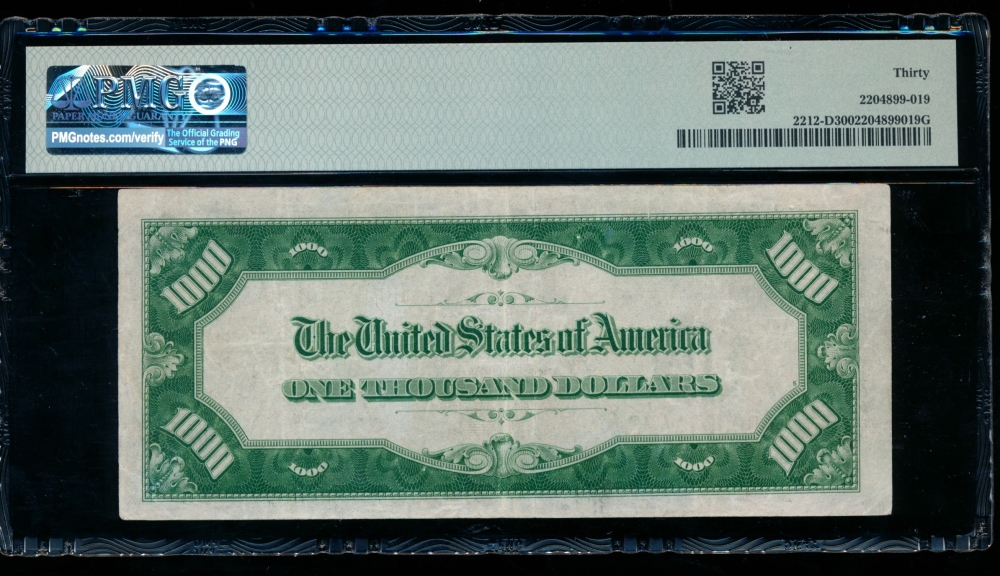 PMG
PAPER MONEY GUARANTY
PMGnotes.com/verify
The Official Grading
Service of the PNG
Thirty
2204899-019
2212-D3002204899019G
1000 1000 1000 1000
The United States of America
ONE THOUSAND DOLLARS
1000 1000 1000 1000